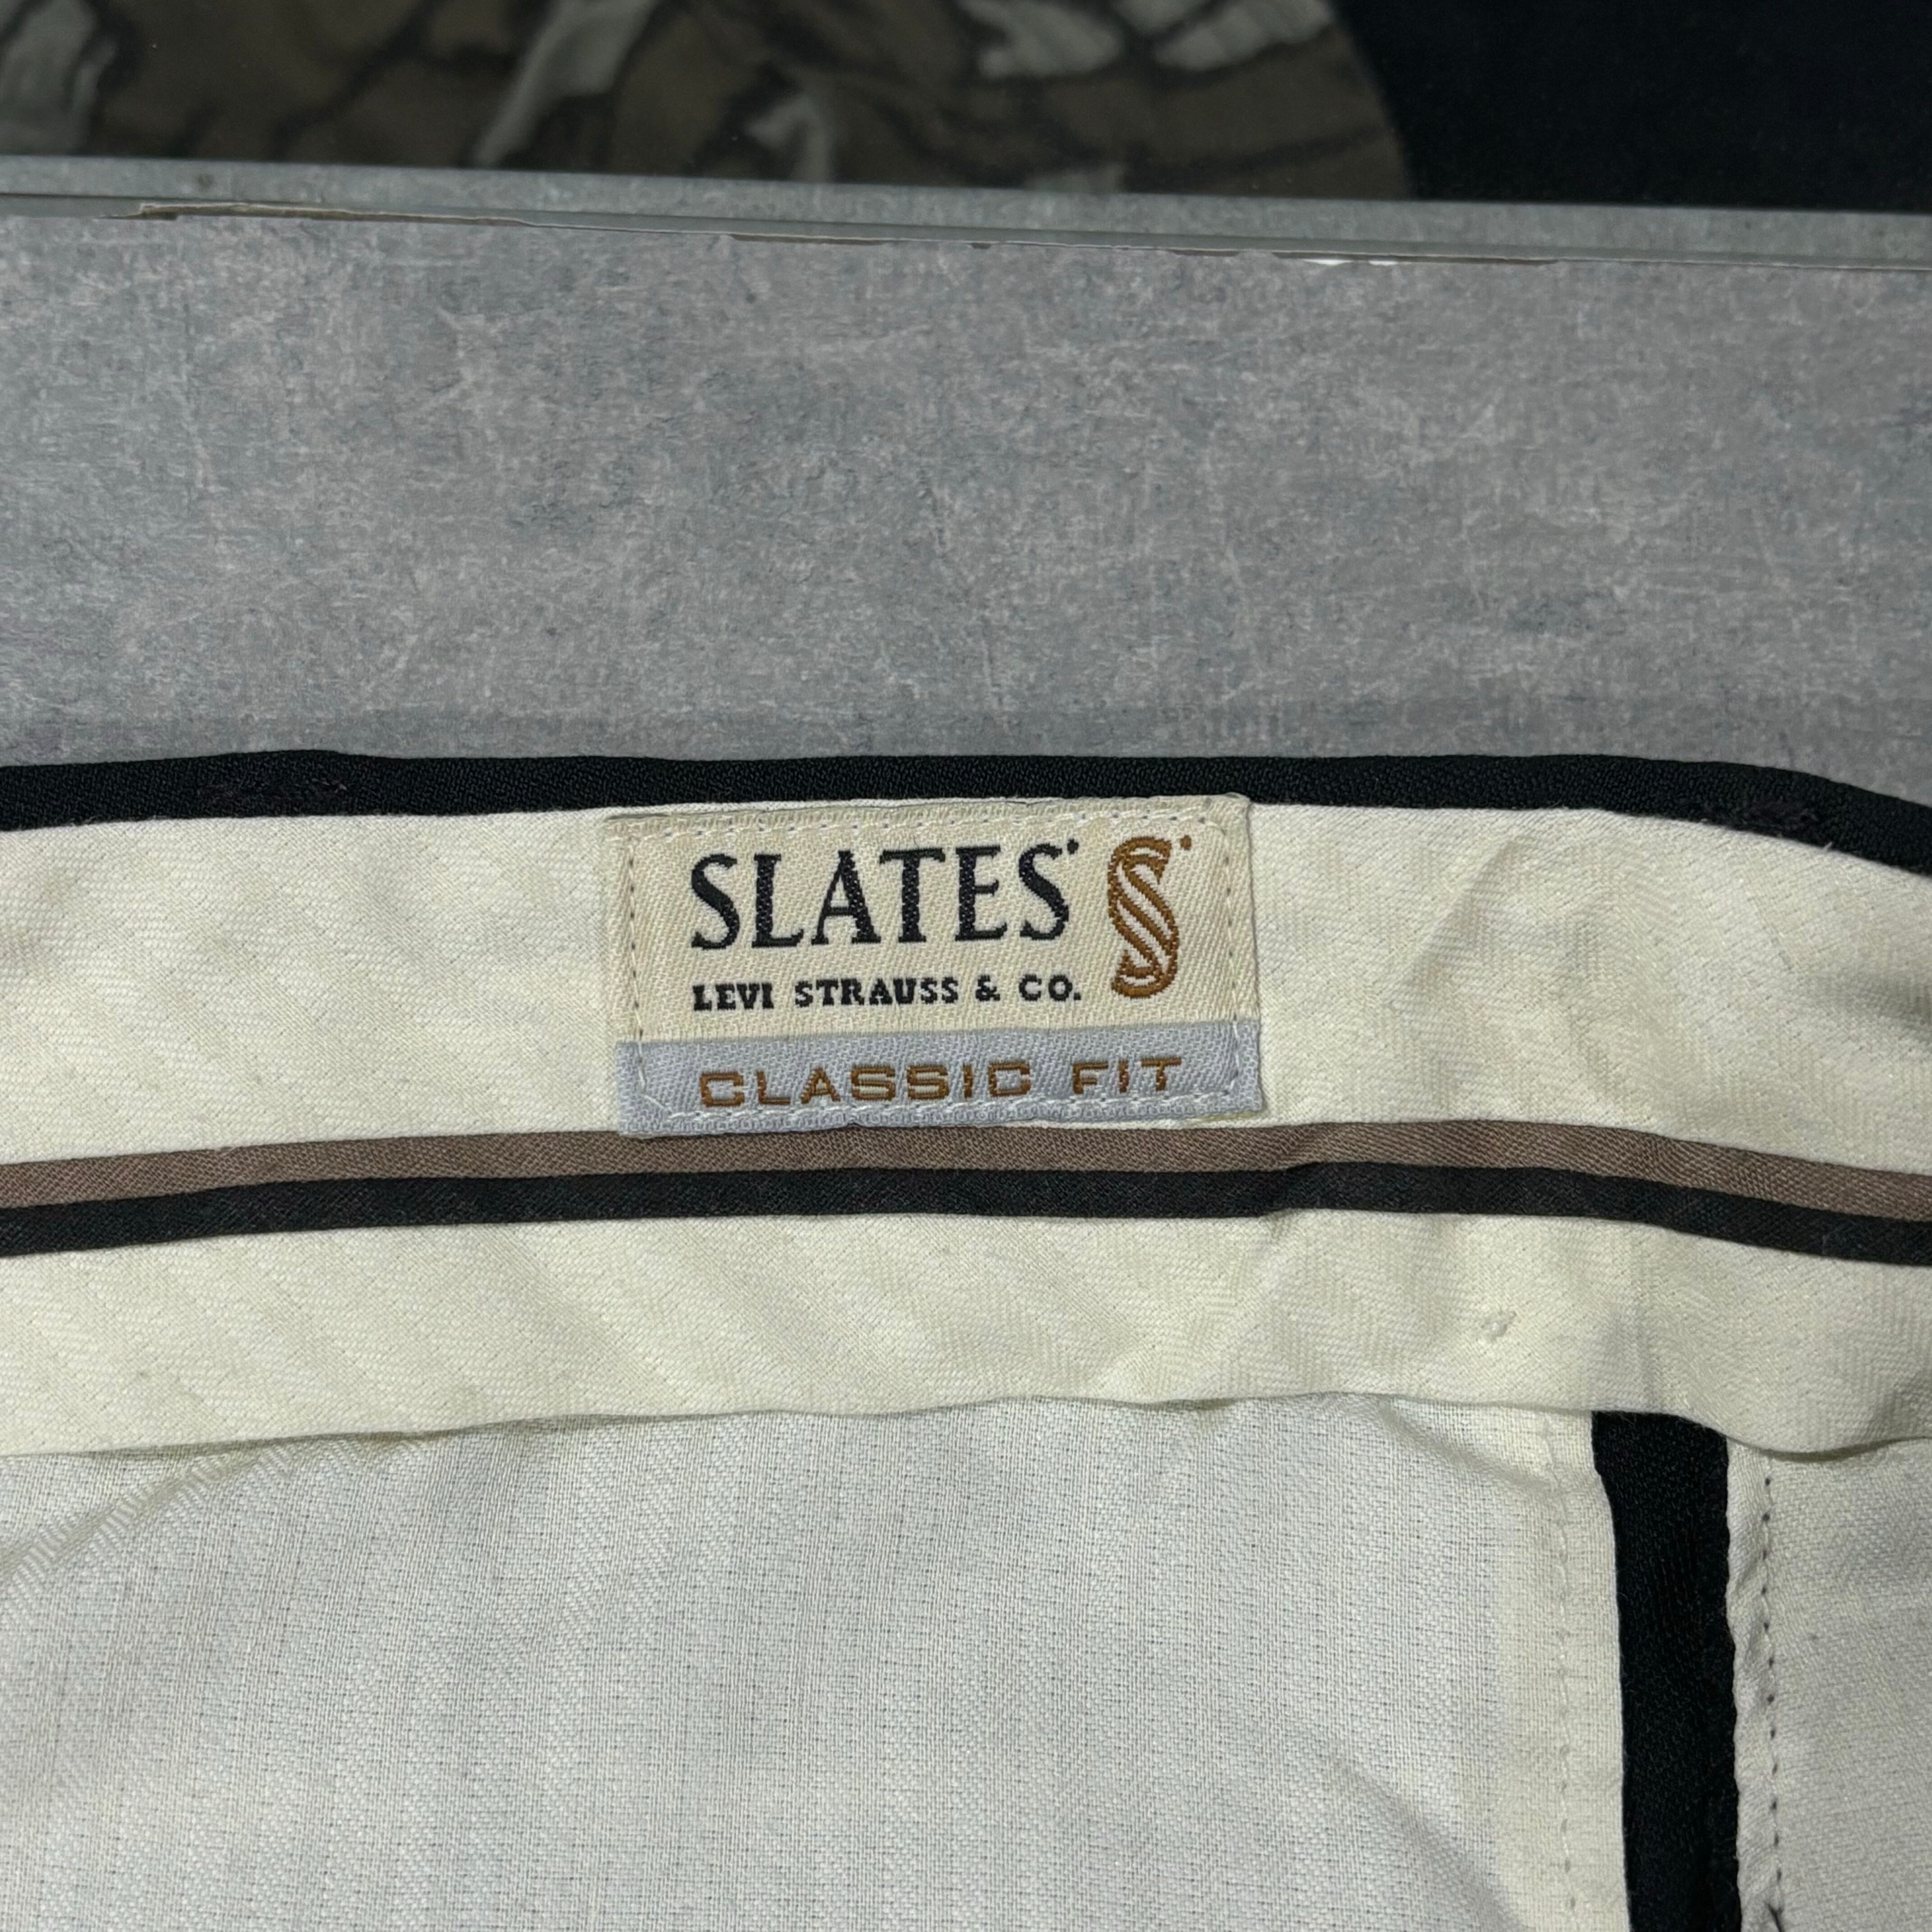 SLATES
LEVI STRAUSS & CO.
CLASSIC FIT